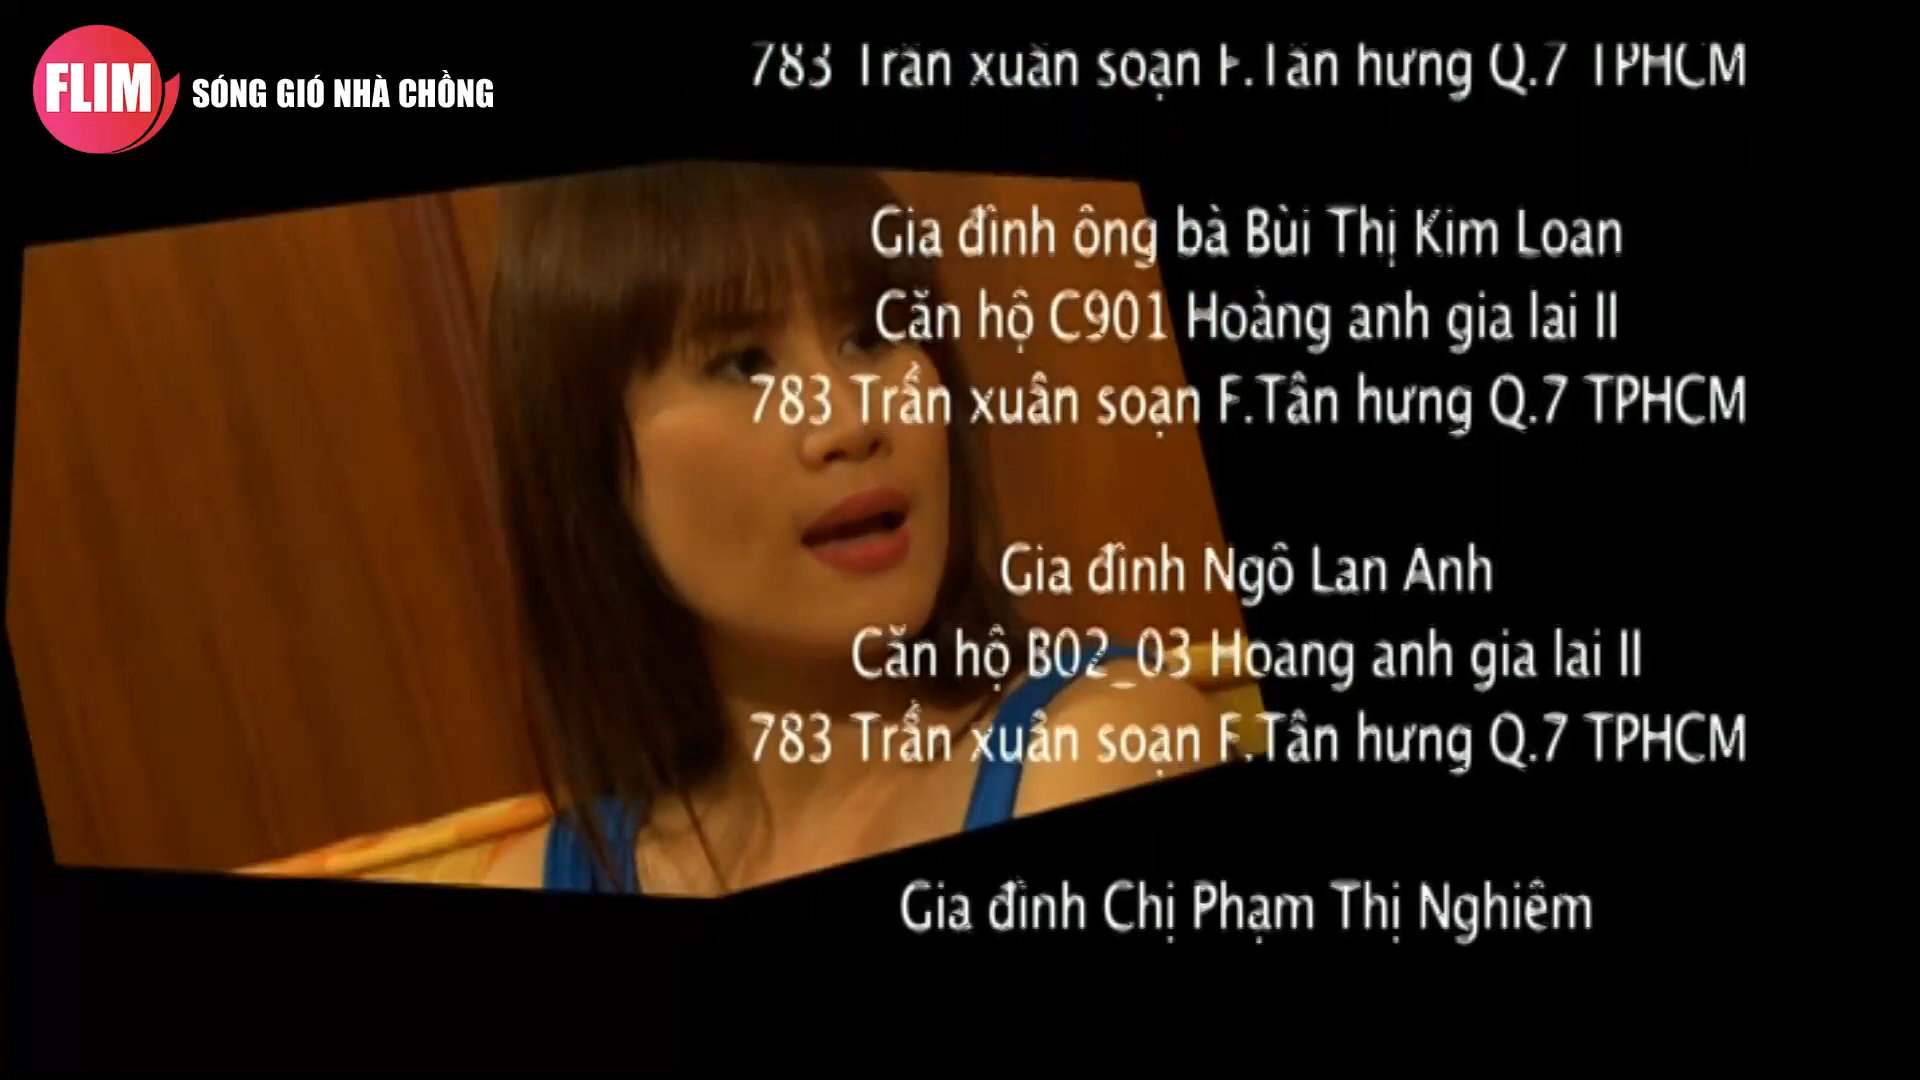 FLIM
SÓNG GIÓ NHÀ CHỒNG
783 Trần xuân soạn F.Tân hưng Q.7 TPHCM
Gia đình ông bà Bùi Thị Kim Loan
Căn hộ C901 Hoàng anh gia lai II
783 Trần xuân soạn F.Tân hưng Q.7 TPHCM
Gia đình Ngô Lan Anh
Căn hộ B02_03 Hoang anh gia lai II
783 Trần xuân soạn F.Tân hưng Q.7 TPHCM
Gia đình Chị Phạm Thị Nghiêm